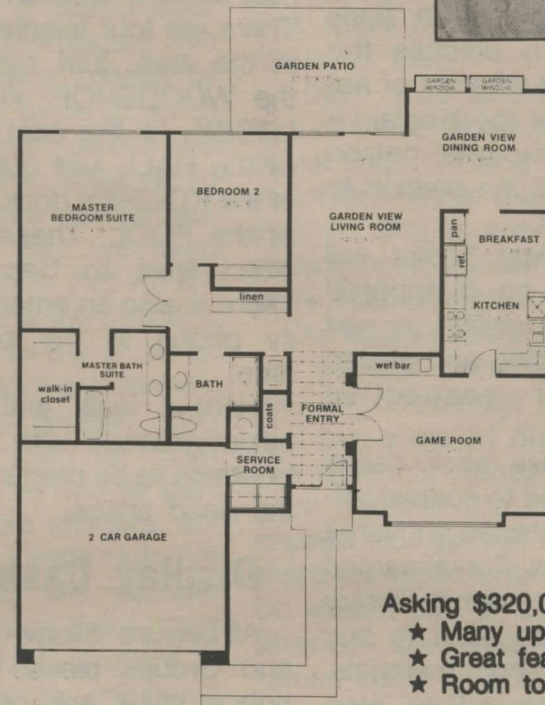 GARDEN PATIO
GARDEN
WINDOW
GARDEN
WINDOW
GARDEN VIEW
DINING ROOM
MASTER
BEDROOM SUITE
BEDROOM 2
GARDEN VIEW
LIVING ROOM
pan
ref.
BREAKFAST
KITCHEN
linen
MASTER BATH
SUITE
walk-in
closet
BATH
coats
FORMAL
ENTRY
wet bar
GAME ROOM
SERVICE
ROOM
2 CAR GARAGE
Asking $320,0
★ Many up
★ Great fea
★ Room to